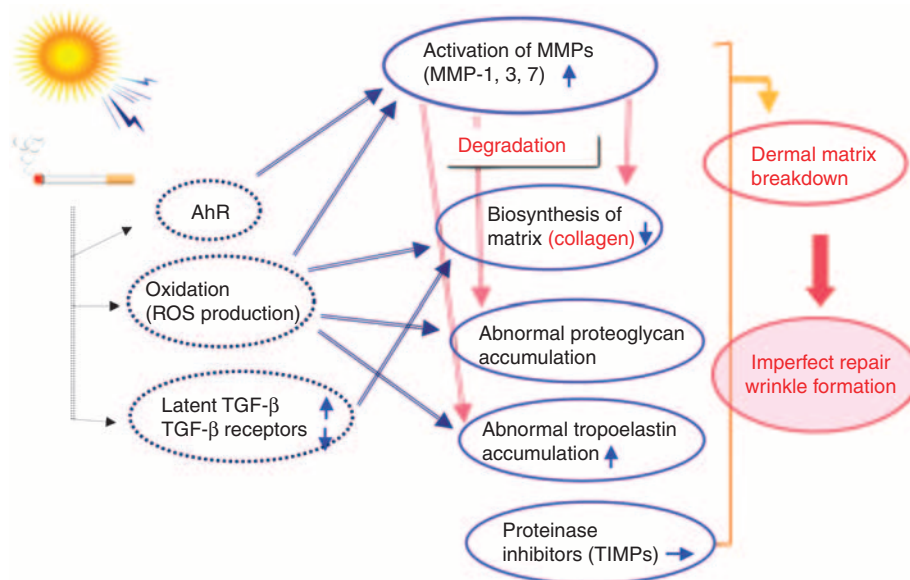 Activation of MMPs
(MMP-1, 3, 7)
Degradation
Dermal matrix
breakdown
AhR
Biosynthesis of
matrix (collagen)
Oxidation
(ROS production)
Abnormal proteoglycan
accumulation
Imperfect repair
wrinkle formation
Latent TGF-β
TGF-β receptors
Abnormal tropoelastin
accumulation
Proteinase
inhibitors (TIMPs)